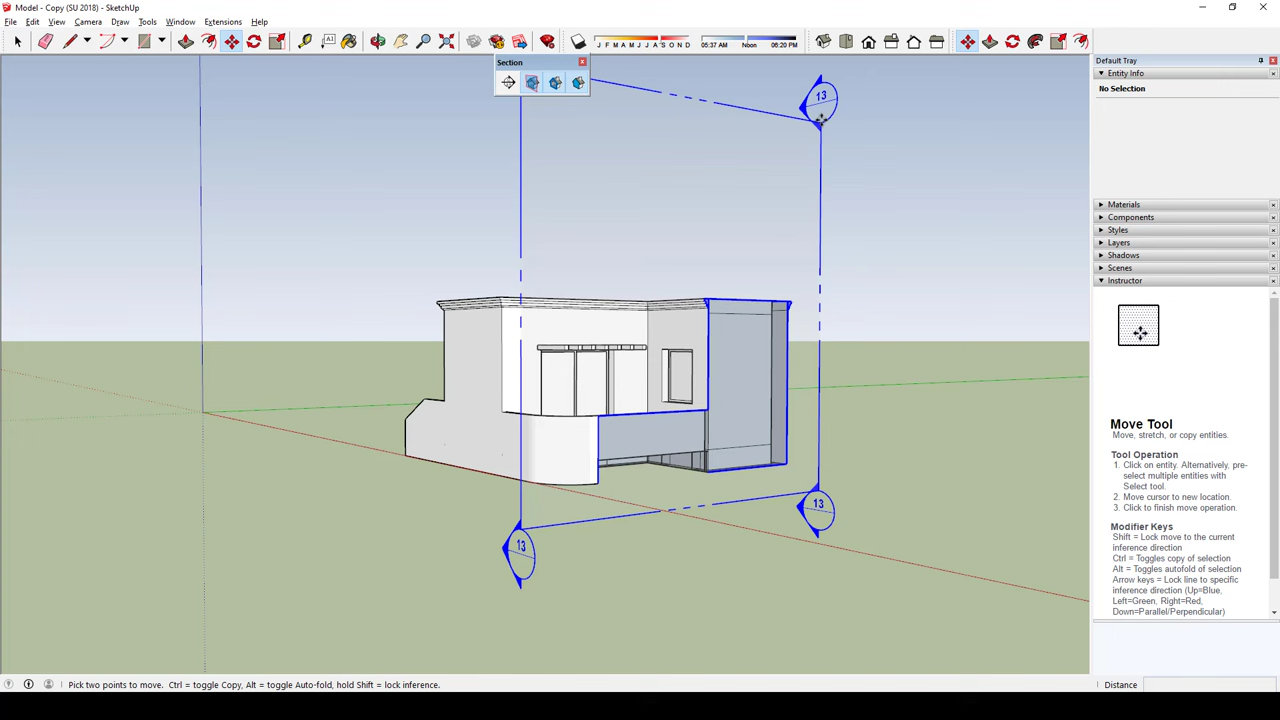 Model - Copy (SU 2018) - SketchUp
File Edit View Camera Draw Tools Window Extensions Help
J F M A M J J A S O N D
05:37 AM Noon 06:20 PM
Section
13
13
13
Default Tray
Entity Info
No Selection
Materials
Components
Styles
Layers
Shadows
Scenes
Instructor
Move Tool
Move, stretch, or copy entities.
Tool Operation
1. Click on entity. Alternatively, pre-
select multiple entities with
Select tool.
2. Move cursor to new location.
3. Click to finish move operation.
Modifier Keys
Shift = Lock move to the current
inference direction
Ctrl = Toggles copy of selection
Alt = Toggles autofold of selection
Arrow keys = Lock line to specific
inference direction (Up=Blue,
Left=Green, Right=Red,
Down=Parallel/Perpendicular)
Pick two points to move. Ctrl = toggle Copy, Alt = toggle Auto-fold, hold Shift = lock inference.
Distance